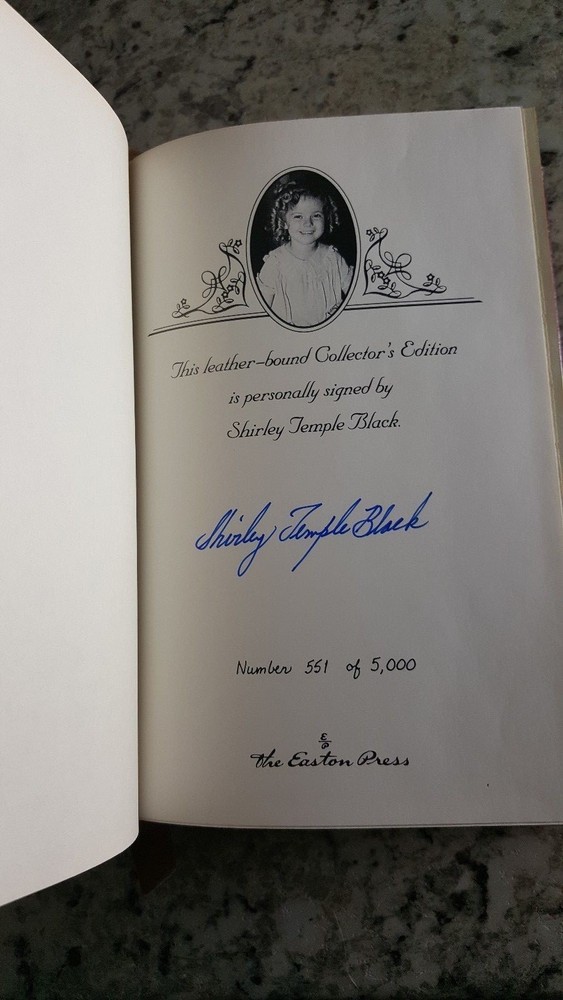 This leather-bound Collector's Edition
is personally signed by
Shirley Temple Black.
Shirley Temple Black
Number 551 of 5,000
E
P
The Easton Press